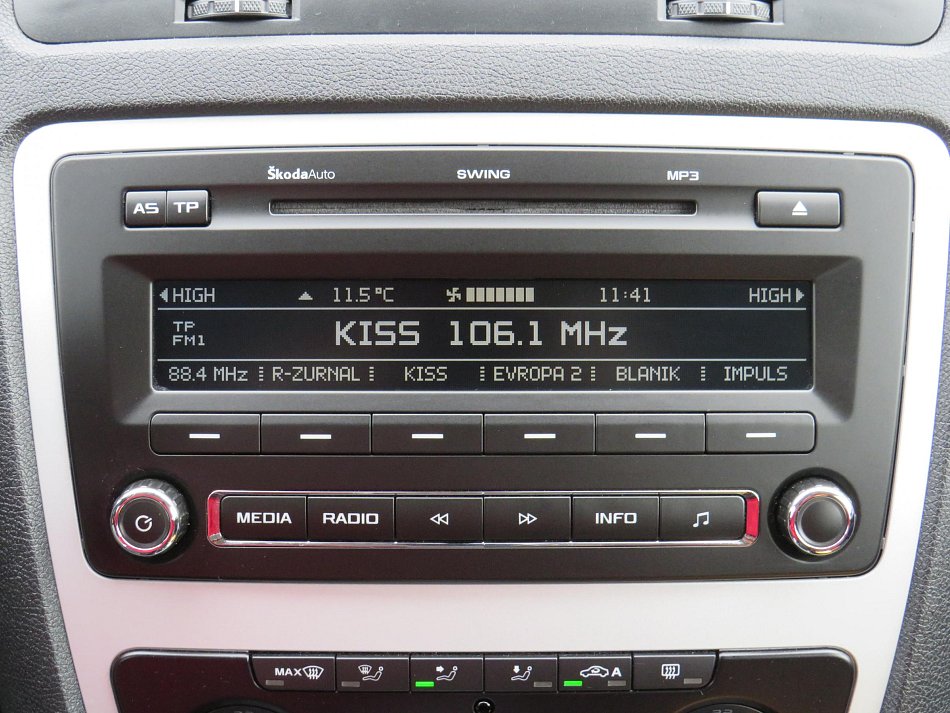 ŠkodaAuto SWING MP3
AS TP
HIGH 11.5°C 11:41 HIGH
TP
FM1
KISS 106.1 MHz
88.4 MHz R-ZURNAL KISS EVROPA 2 BLANIK IMPULS
MEDIA RADIO INFO
MAX A